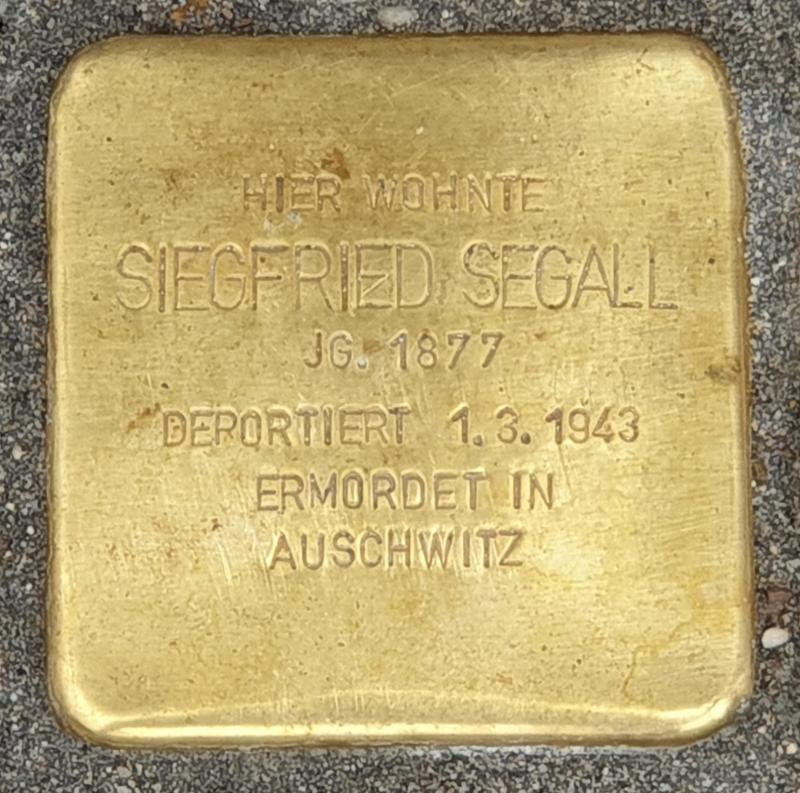 HIER WOHNTE
SIEGFRIED SEGALL
JG. 1877
DEPORTIERT 1.3.1943
ERMORDET IN
AUSCHWITZ